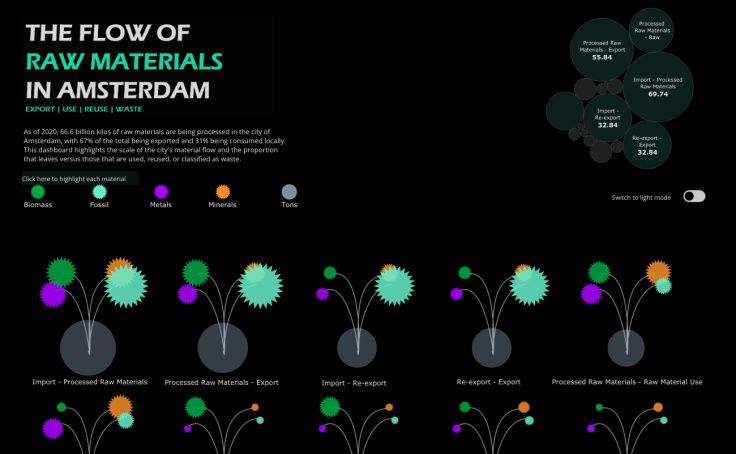 THE FLOW OF
RAW MATERIALS
IN AMSTERDAM
EXPORT | USE | REUSE | WASTE
As of 2020, 66.6 billion kilos of raw materials are being processed in the city of
Amsterdam, with 67% of the total being exported and 31% being consumed locally.
This dashboard highlights the scale of the city's material flow and the proportion
that leaves versus those that are used, reused, or classified as waste.
Click here to highlight each material
Biomass
Fossil
Metals
Minerals
Tons
Processed
Raw Materials
- Raw
Processed Raw
Materials - Export
55.84
Import - Processed
Raw Materials
69.74
Import -
Re-export
32.84
Re-export -
Export
32.84
Switch to light mode
Import - Processed Raw Materials
Processed Raw Materials - Export
Import - Re-export
Re-export - Export
Processed Raw Materials - Raw Material Use